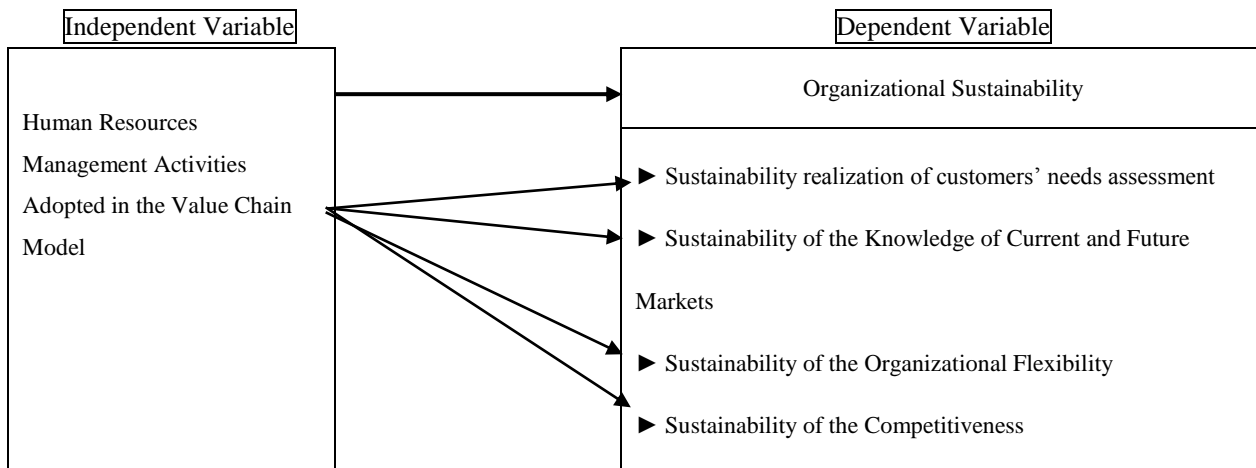 Independent Variable
Dependent Variable
Human Resources
Management Activities
Adopted in the Value Chain
Model
Organizational Sustainability
► Sustainability realization of customers’ needs assessment
► Sustainability of the Knowledge of Current and Future
Markets
► Sustainability of the Organizational Flexibility
► Sustainability of the Competitiveness